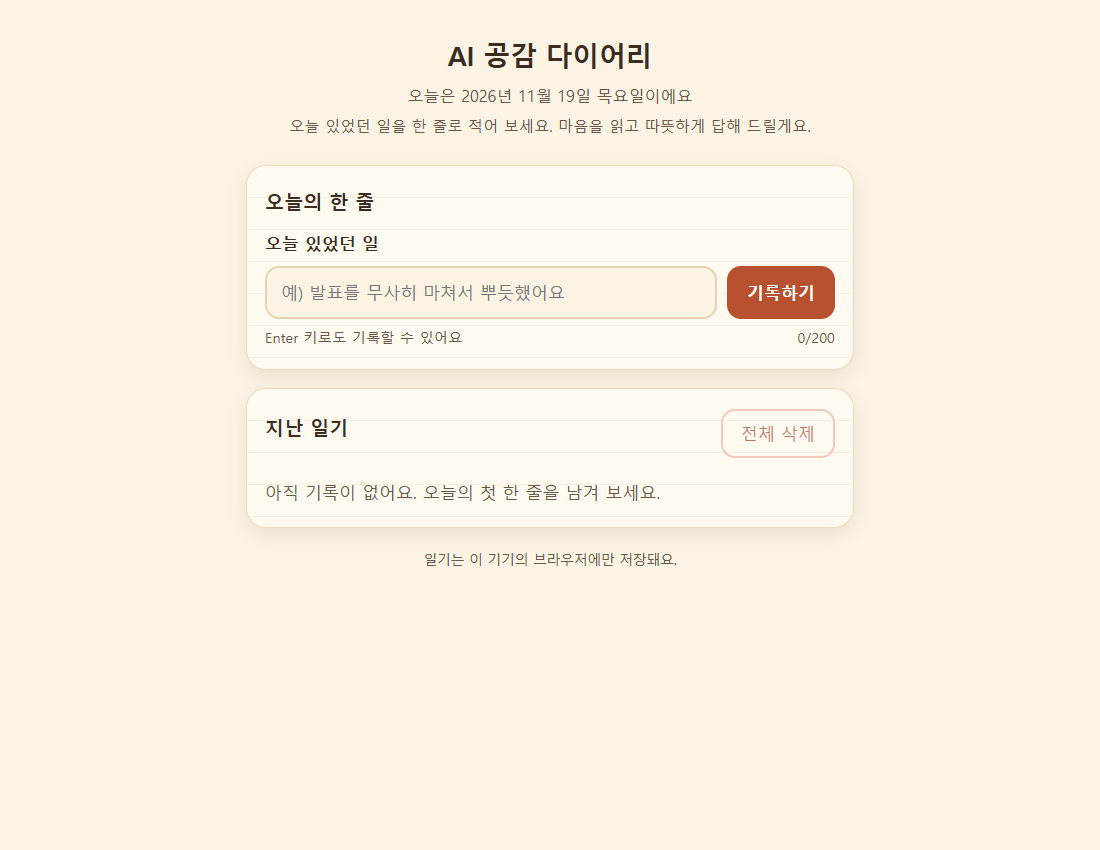 AI 공감 다이어리
오늘은 2026년 11월 19일 목요일이에요
오늘 있었던 일을 한 줄로 적어 보세요. 마음을 읽고 따뜻하게 답해 드릴게요.
오늘의 한 줄
오늘 있었던 일
예) 발표를 무사히 마쳐서 뿌듯했어요
기록하기
Enter 키로도 기록할 수 있어요
0/200
지난 일기
전체 삭제
아직 기록이 없어요. 오늘의 첫 한 줄을 남겨 보세요.
일기는 이 기기의 브라우저에만 저장돼요.